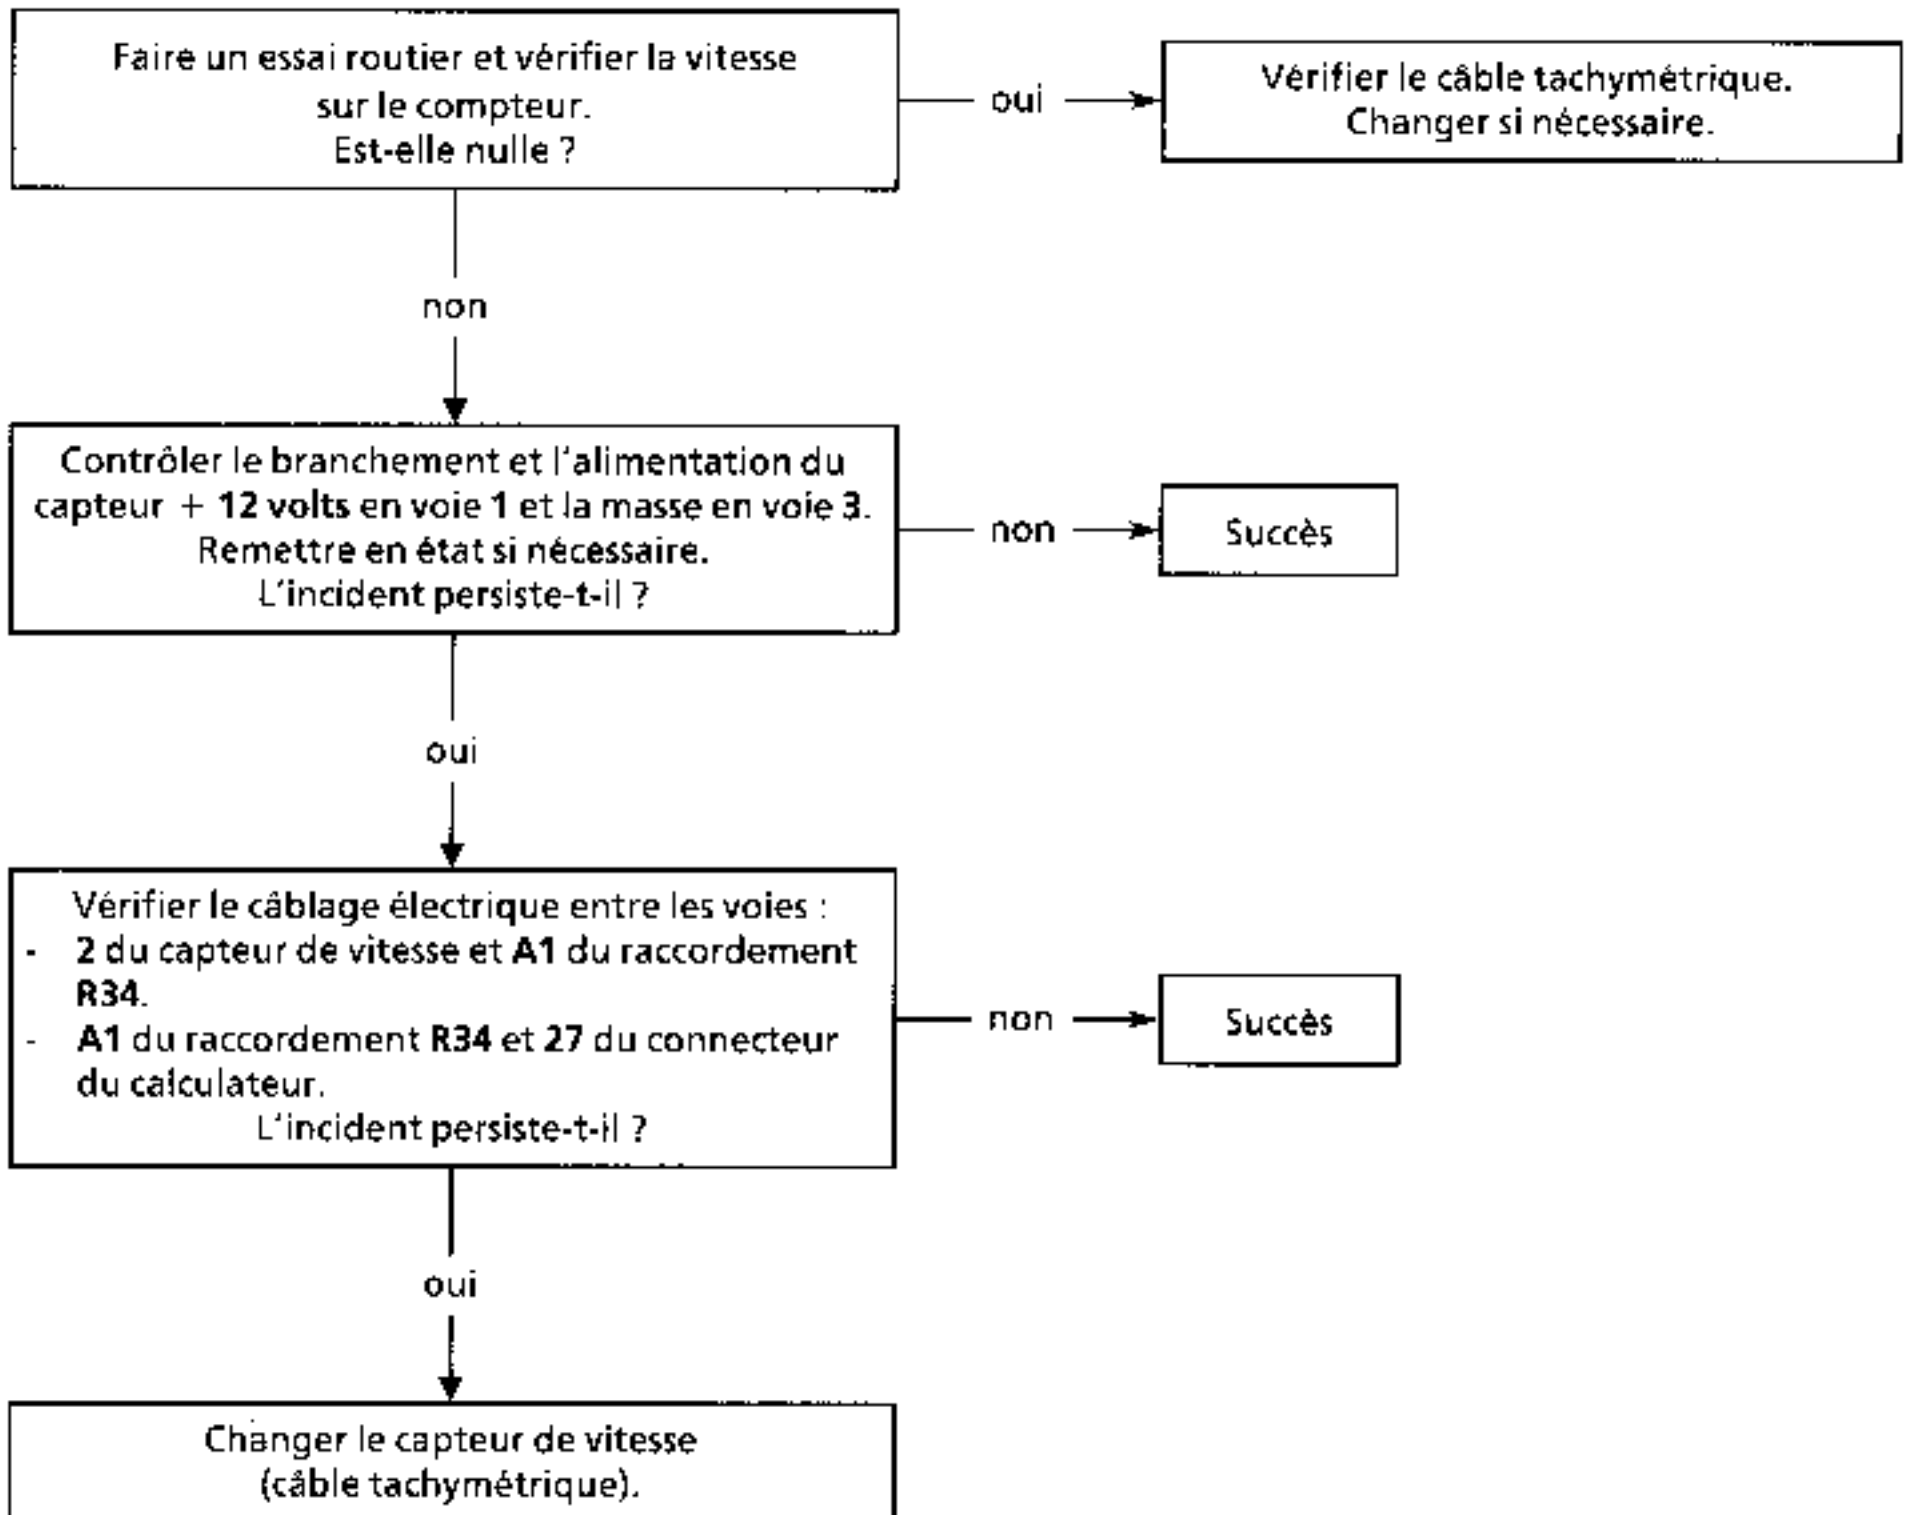 Faire un essai routier et vérifier la vitesse
sur le compteur.
Est-elle nulle ?
oui
Vérifier le câble tachymétrique.
Changer si nécessaire.
non
Contrôler le branchement et l'alimentation du
capteur + 12 volts en voie 1 et la masse en voie 3.
Remettre en état si nécessaire.
L'incident persiste-t-il ?
non
Succès
oui
Vérifier le câblage électrique entre les voies :
- 2 du capteur de vitesse et A1 du raccordement
R34.
- A1 du raccordement R34 et 27 du connecteur
du calculateur.
L'incident persiste-t-il ?
non
Succès
oui
Changer le capteur de vitesse
(câble tachymétrique).